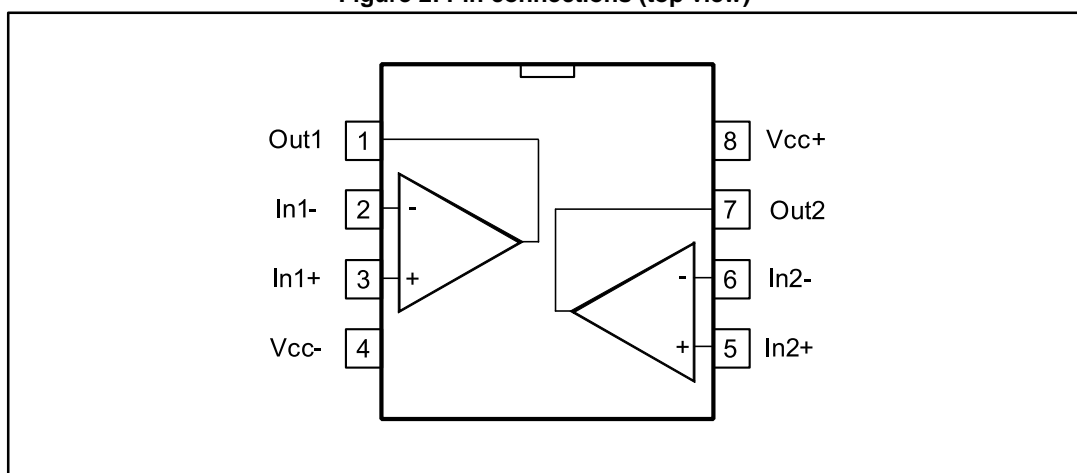 Figure 2. Pin connections (top view)
Out1 1
In1- 2 -
In1+ 3 +
Vcc- 4
8 Vcc+
7 Out2
- 6 In2-
+ 5 In2+